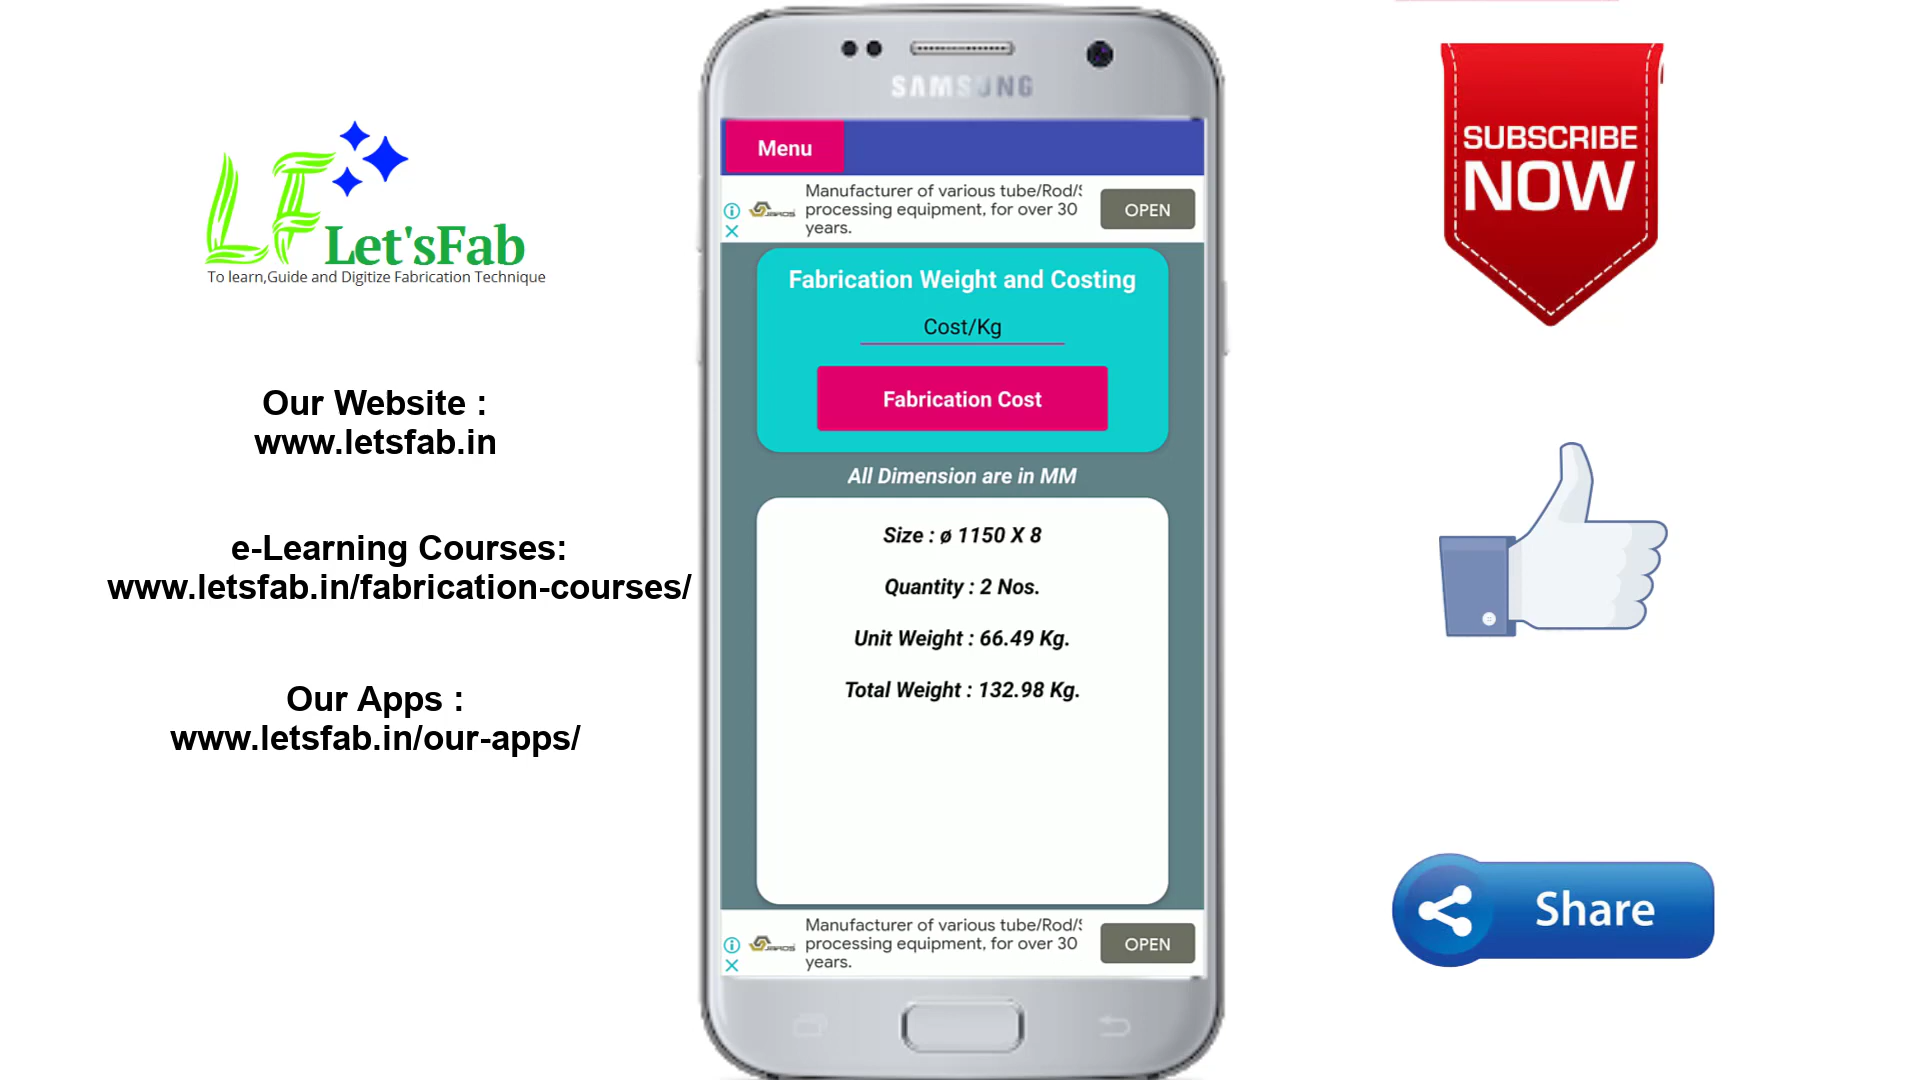 LF Let'sFab
To learn,Guide and Digitize Fabrication Technique
Our Website :
www.letsfab.in
e-Learning Courses:
www.letsfab.in/fabrication-courses/
Our Apps :
www.letsfab.in/our-apps/
SAMSUNG
Menu
Manufacturer of various tube/Rod/
processing equipment, for over 30
years.
OPEN
Fabrication Weight and Costing
Cost/Kg
Fabrication Cost
All Dimension are in MM
Size : ø 1150 X 8
Quantity : 2 Nos.
Unit Weight : 66.49 Kg.
Total Weight : 132.98 Kg.
Manufacturer of various tube/Rod/
processing equipment, for over 30
years.
OPEN
SUBSCRIBE
NOW
Share